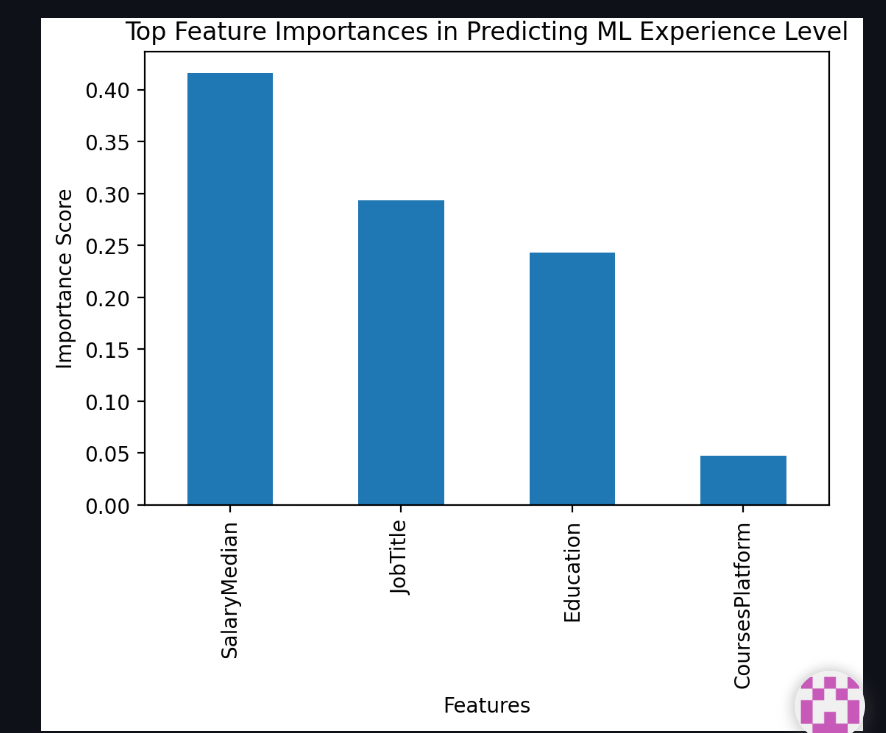 Top Feature Importances in Predicting ML Experience Level
Importance Score
0.40
0.35
0.30
0.25
0.20
0.15
0.10
0.05
0.00
SalaryMedian
JobTitle
Education
CoursesPlatform
Features